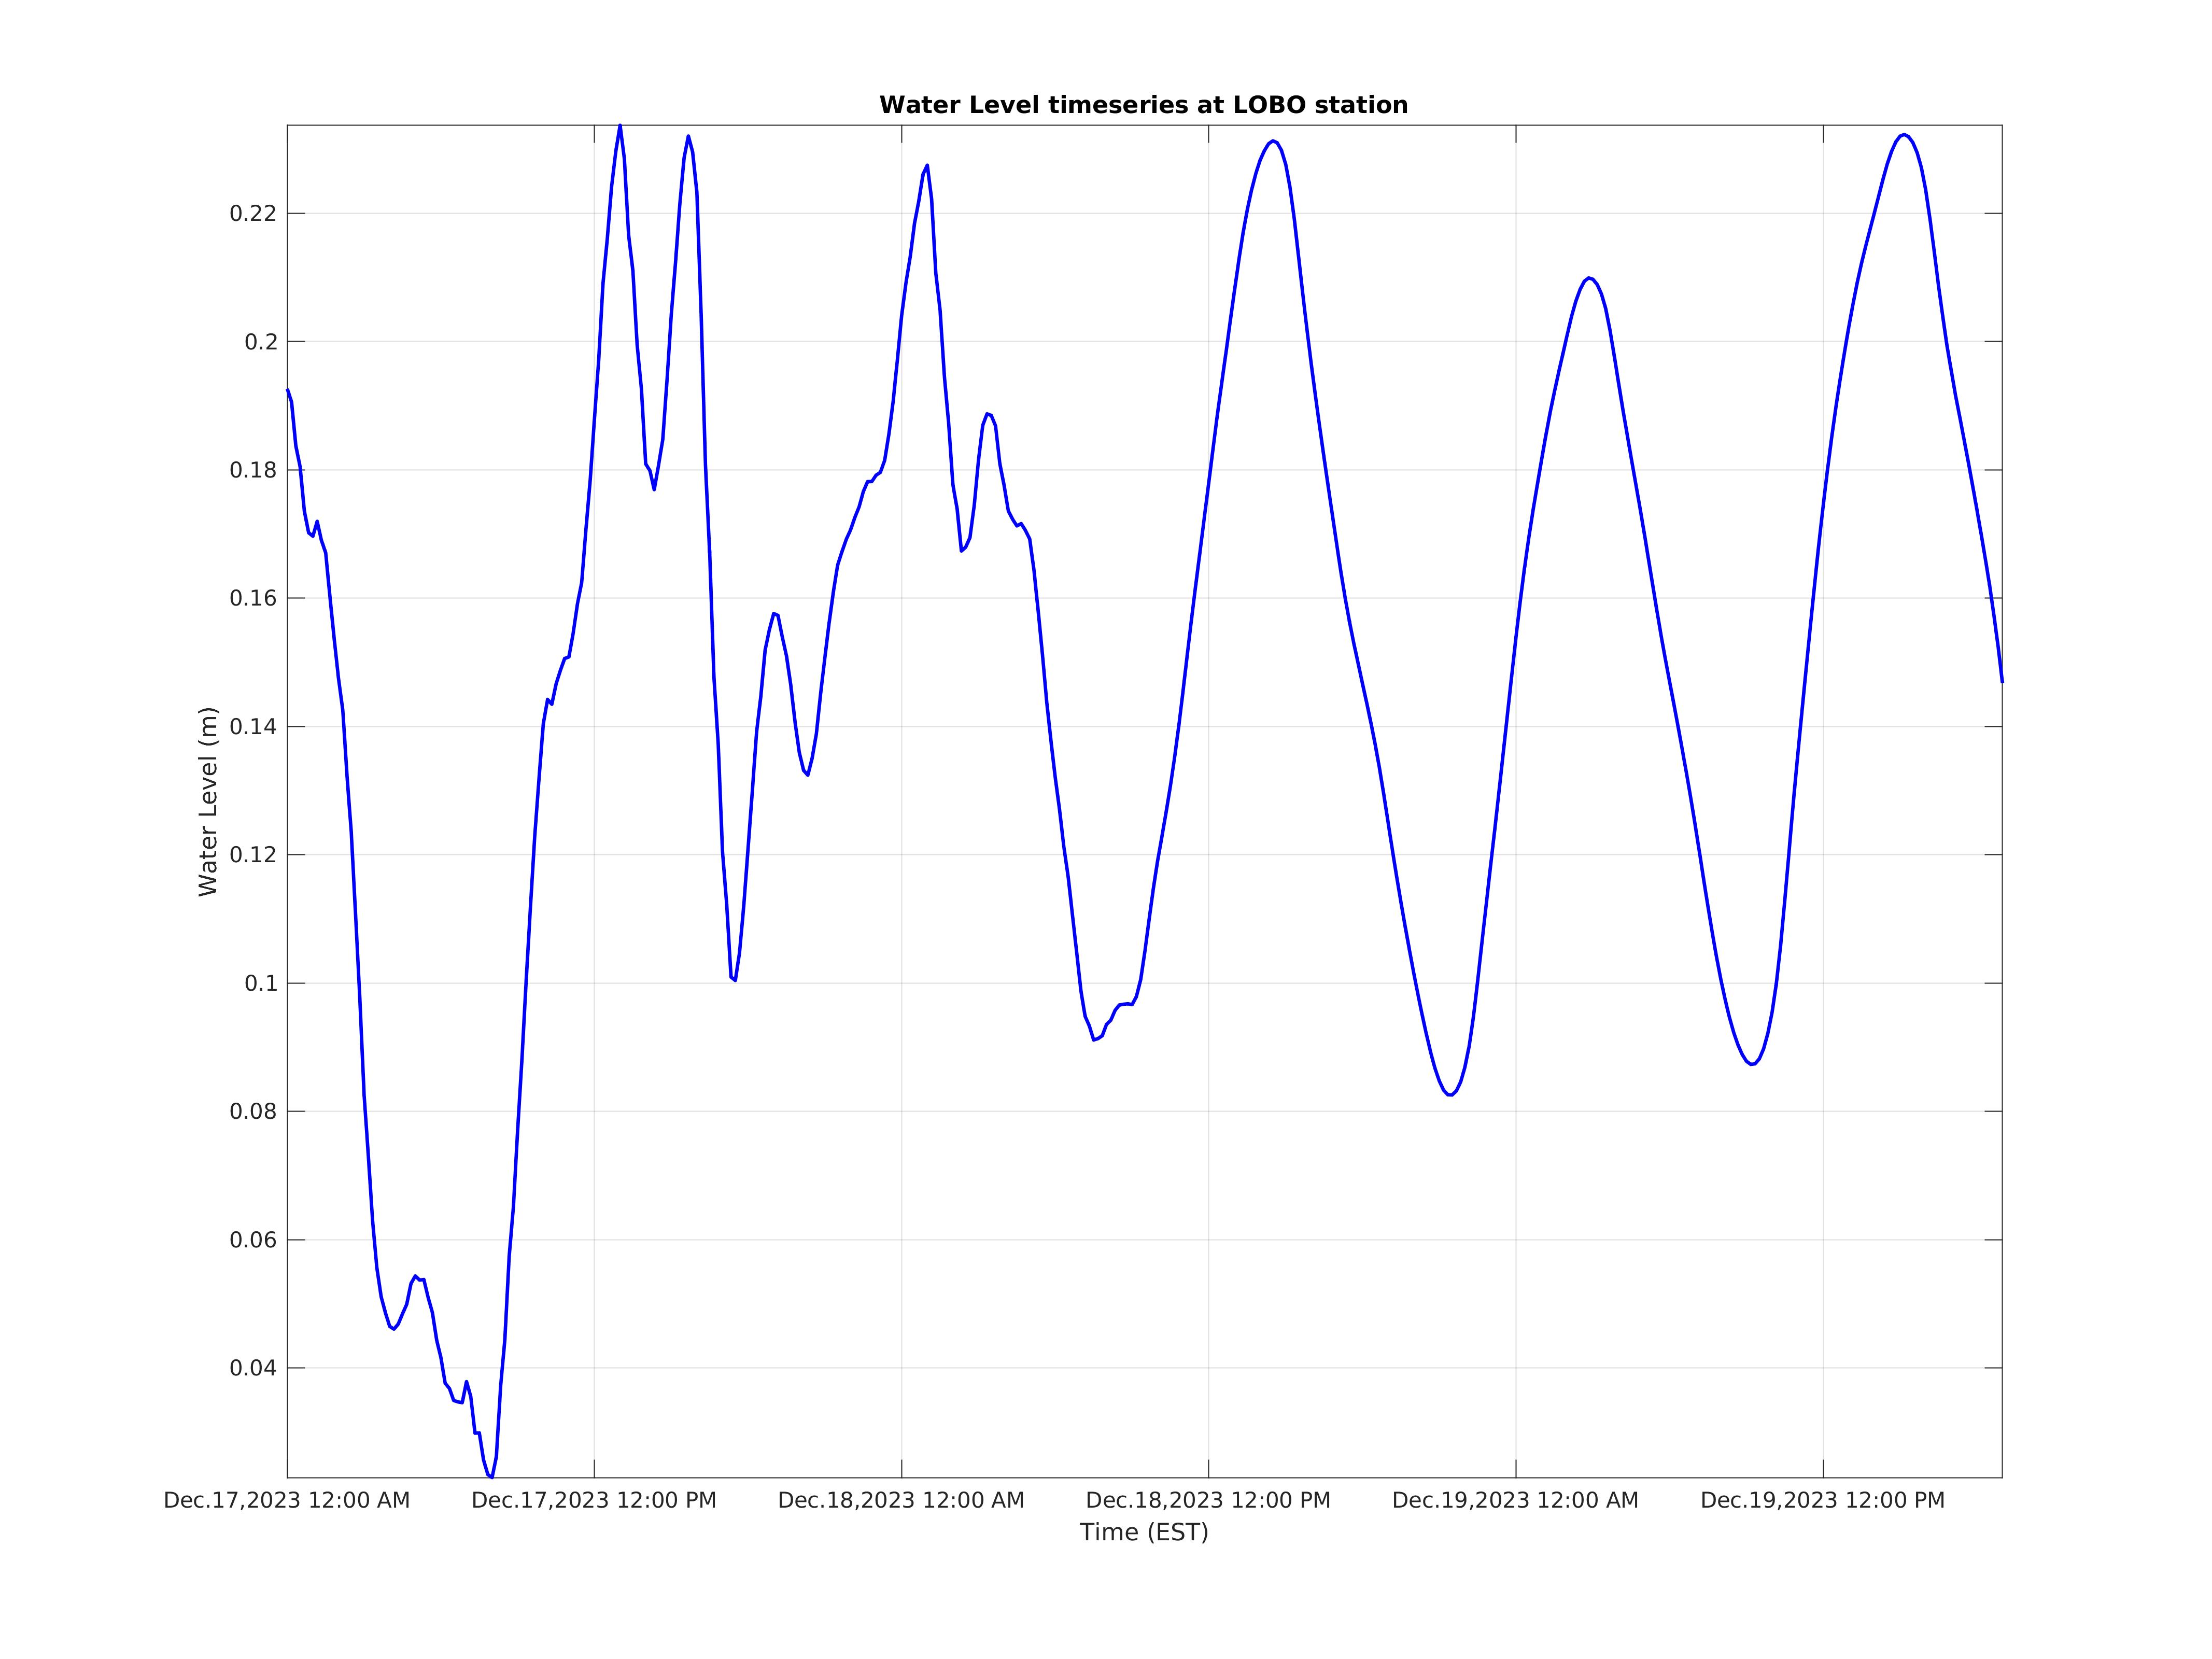 Water Level timeseries at LOBO station
0.22
0.2
0.18
0.16
0.14
0.12
0.1
0.08
0.06
0.04
Water Level (m)
Dec.17,2023 12:00 AM Dec.17,2023 12:00 PM Dec.18,2023 12:00 AM Dec.18,2023 12:00 PM Dec.19,2023 12:00 AM Dec.19,2023 12:00 PM
Time (EST)